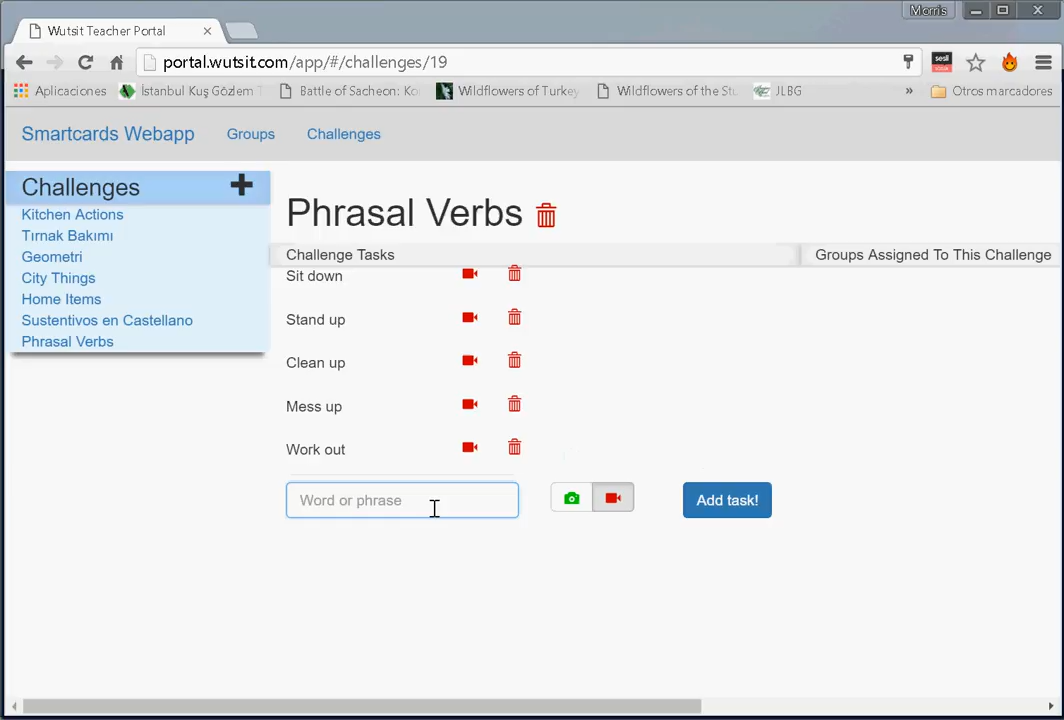 Morris
Wutsit Teacher Portal
portal.wutsit.com/app/#/challenges/19
sesli
Aplicaciones
İstanbul Kuş Gözlem T
Battle of Sacheon: Ko
Wildflowers of Turkey
Wildflowers of the Stu
JLBG
»
Otros marcadores
Smartcards Webapp
Groups
Challenges
Challenges
Kitchen Actions
Tırnak Bakımı
Geometri
City Things
Home Items
Sustentivos en Castellano
Phrasal Verbs
Phrasal Verbs
Challenge Tasks
Groups Assigned To This Challenge
Sit down
Stand up
Clean up
Mess up
Work out
Word or phrase
Add task!